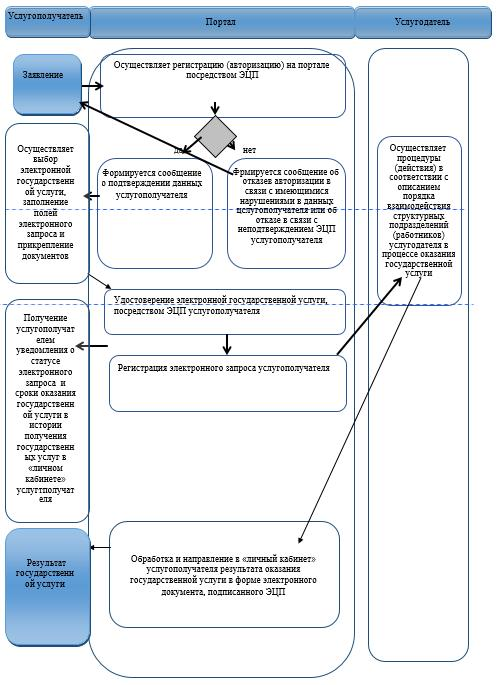 Услугополучатель
Портал
Услугодатель
Заявление
Осуществляет регистрацию (авторизацию) на портале
посредством ЭЦП
да
нет
Осуществляет
выбор
электронной
государственн
ой услуги,
заполнение
полей
электронного
запроса и
прикрепление
документов
Формируется сообщение
о подтверждении данных
услугополучателя
Фрмируется сообщение об
отказев авторизации в
связи с имеющимися
нарушениями в данных
услугополучателя или об
отказе в связи с
неподтверждением ЭЦП
услугополучателя
Осуществляет
процедуры
(действия) в
соответствии с
описанием
порядка
взаимодействия
структурных
подразделений
(работников)
услугодателя в
процессе оказания
государственной
услуги
Удостоверение электронной государственной услуги,
посредством ЭЦП услугополучателя
Получение
услугополучат
елем
уведомления о
статусе
электронного
запроса и
сроки оказания
государственн
ой услуги в
истории
получения
государственн
ых услуг в
«личном
кабинете»
услугтполучат
еля
Регистрация электронного запроса услугополучателя
Результат
государственн
ой услуги
Обработка и направление в «личный кабинет»
услугополучателя результата оказания
государственной услуги в форме электронного
документа, подписанного ЭЦП